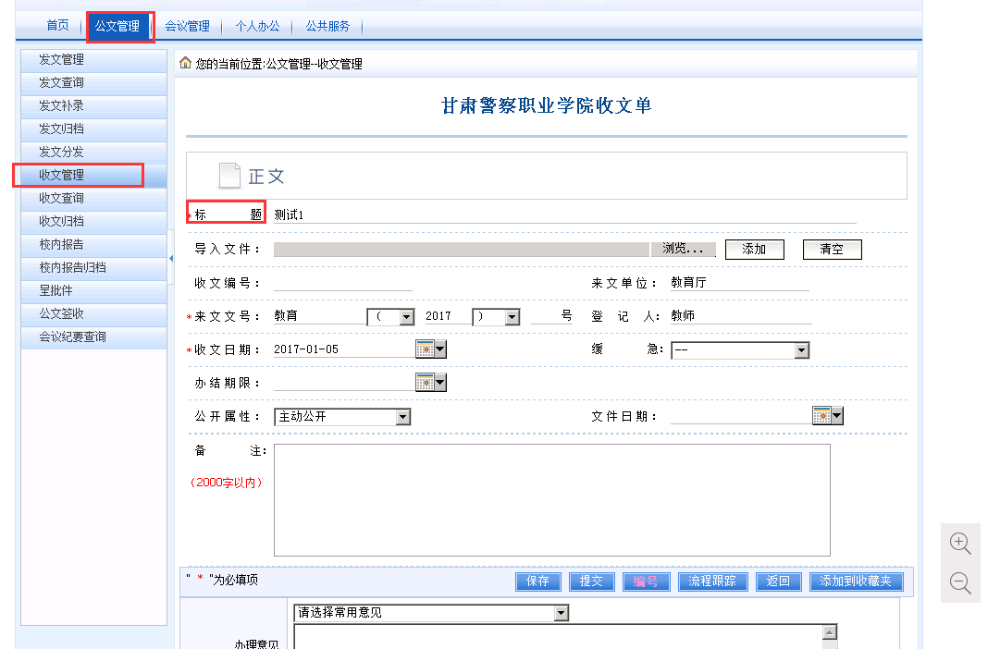 首页 公文管理 会议管理 个人办公 公共服务
发文管理
发文查询
发文补录
发文归档
发文分发
收文管理
收文查询
收文归档
校内报告
校内报告归档
呈批件
公文签收
会议纪要查询
您的当前位置:公文管理--收文管理
甘肃警察职业学院收文单
正文
*标 题 测试1
导入文件： 浏览... 添加 清空
收文编号： 来文单位： 教育厅
*来文文号： 教育 （ 2017 ） 号 登 记 人： 教师
*收文日期： 2017-01-05 缓 急： --
办结期限：
公开属性： 主动公开 文件日期：
备 注：
（2000字以内）
" * "为必填项 保存 提交 编号 流程跟踪 返回 添加到收藏夹
请选择常用意见
办理意见